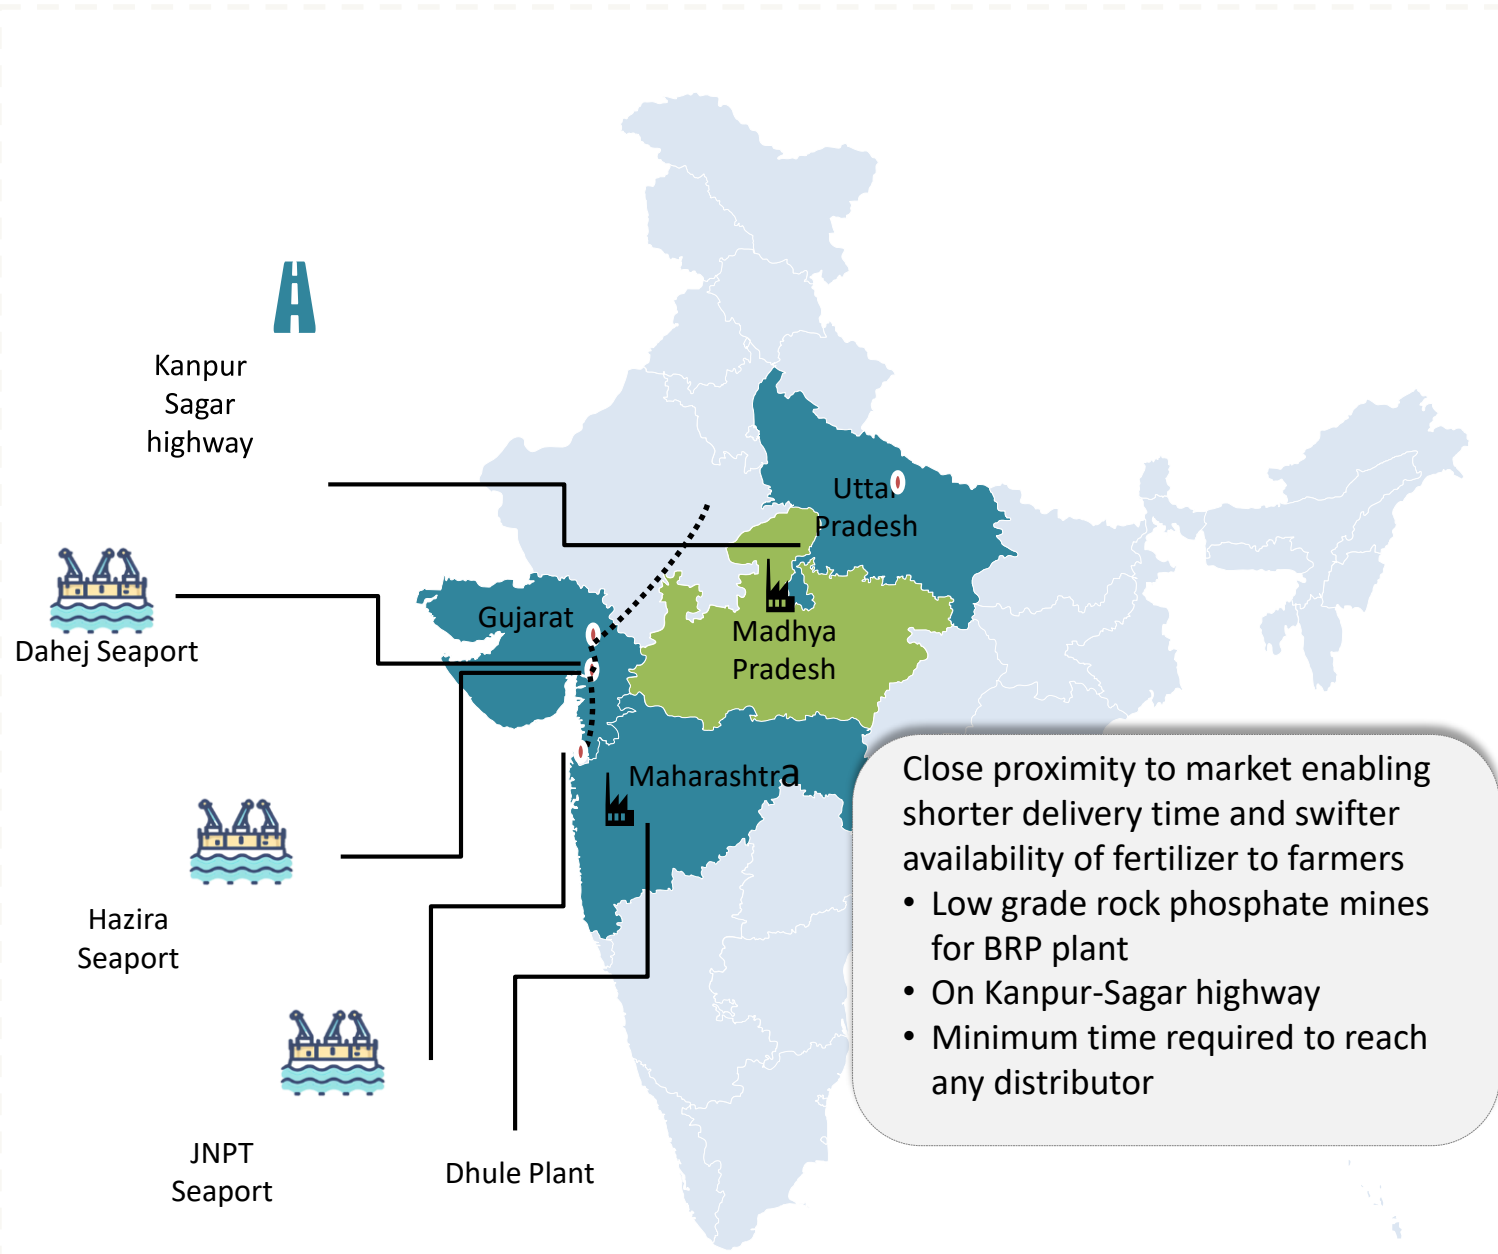 Kanpur
Sagar
highway
Uttar
Pradesh
Gujarat
Madhya
Pradesh
Dahej Seaport
Maharashtra
Close proximity to market enabling
shorter delivery time and swifter
availability of fertilizer to farmers
• Low grade rock phosphate mines
for BRP plant
• On Kanpur-Sagar highway
• Minimum time required to reach
any distributor
Hazira
Seaport
JNPT
Seaport
Dhule Plant